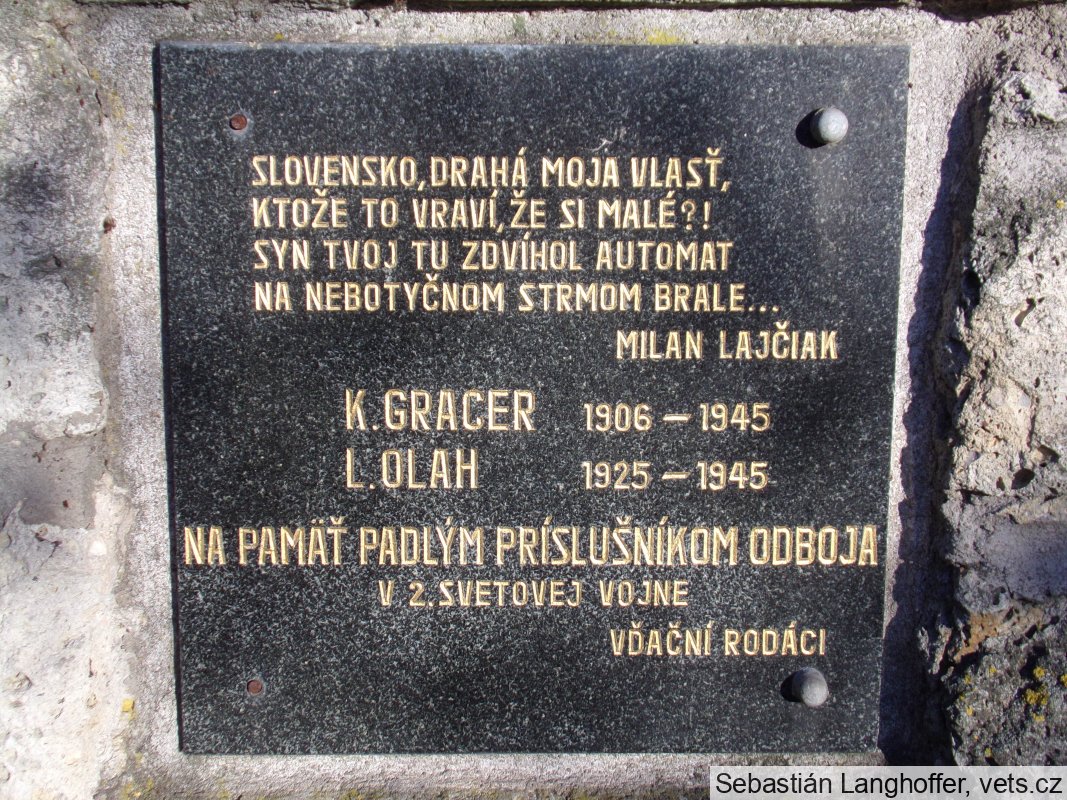 SLOVENSKO, DRAHÁ MOJA VLASŤ,
KTOŽE TO VRAVÍ, ŽE SI MALÉ?!
SYN TVOJ TU ZDVÍHOL AUTOMAT
NA NEBOTYČNOM STRMOM BRALE...
MILAN LAJČIAK
K. GRACER 1906 – 1945
L. OLAH 1925 – 1945
NA PAMÄŤ PADLÝM PRÍSLUŠNÍKOM ODBOJA
V 2. SVETOVEJ VOJNE
VĎAČNÍ RODÁCI
Sebastián Langhoffer, vets.cz